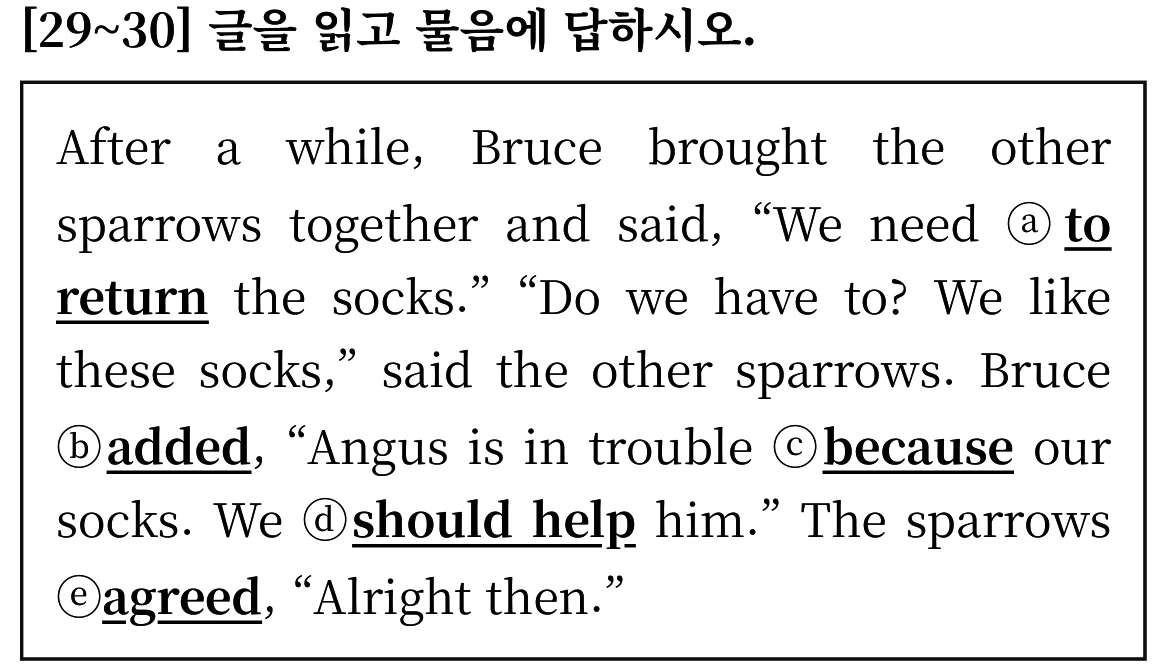 [29~30] 글을 읽고 물음에 답하시오.
After a while, Bruce brought the other
sparrows together and said, “We need ⓐto
return the socks.” “Do we have to? We like
these socks,” said the other sparrows. Bruce
ⓑadded, “Angus is in trouble ⓒbecause our
socks. We ⓓshould help him.” The sparrows
ⓔagreed, “Alright then.”